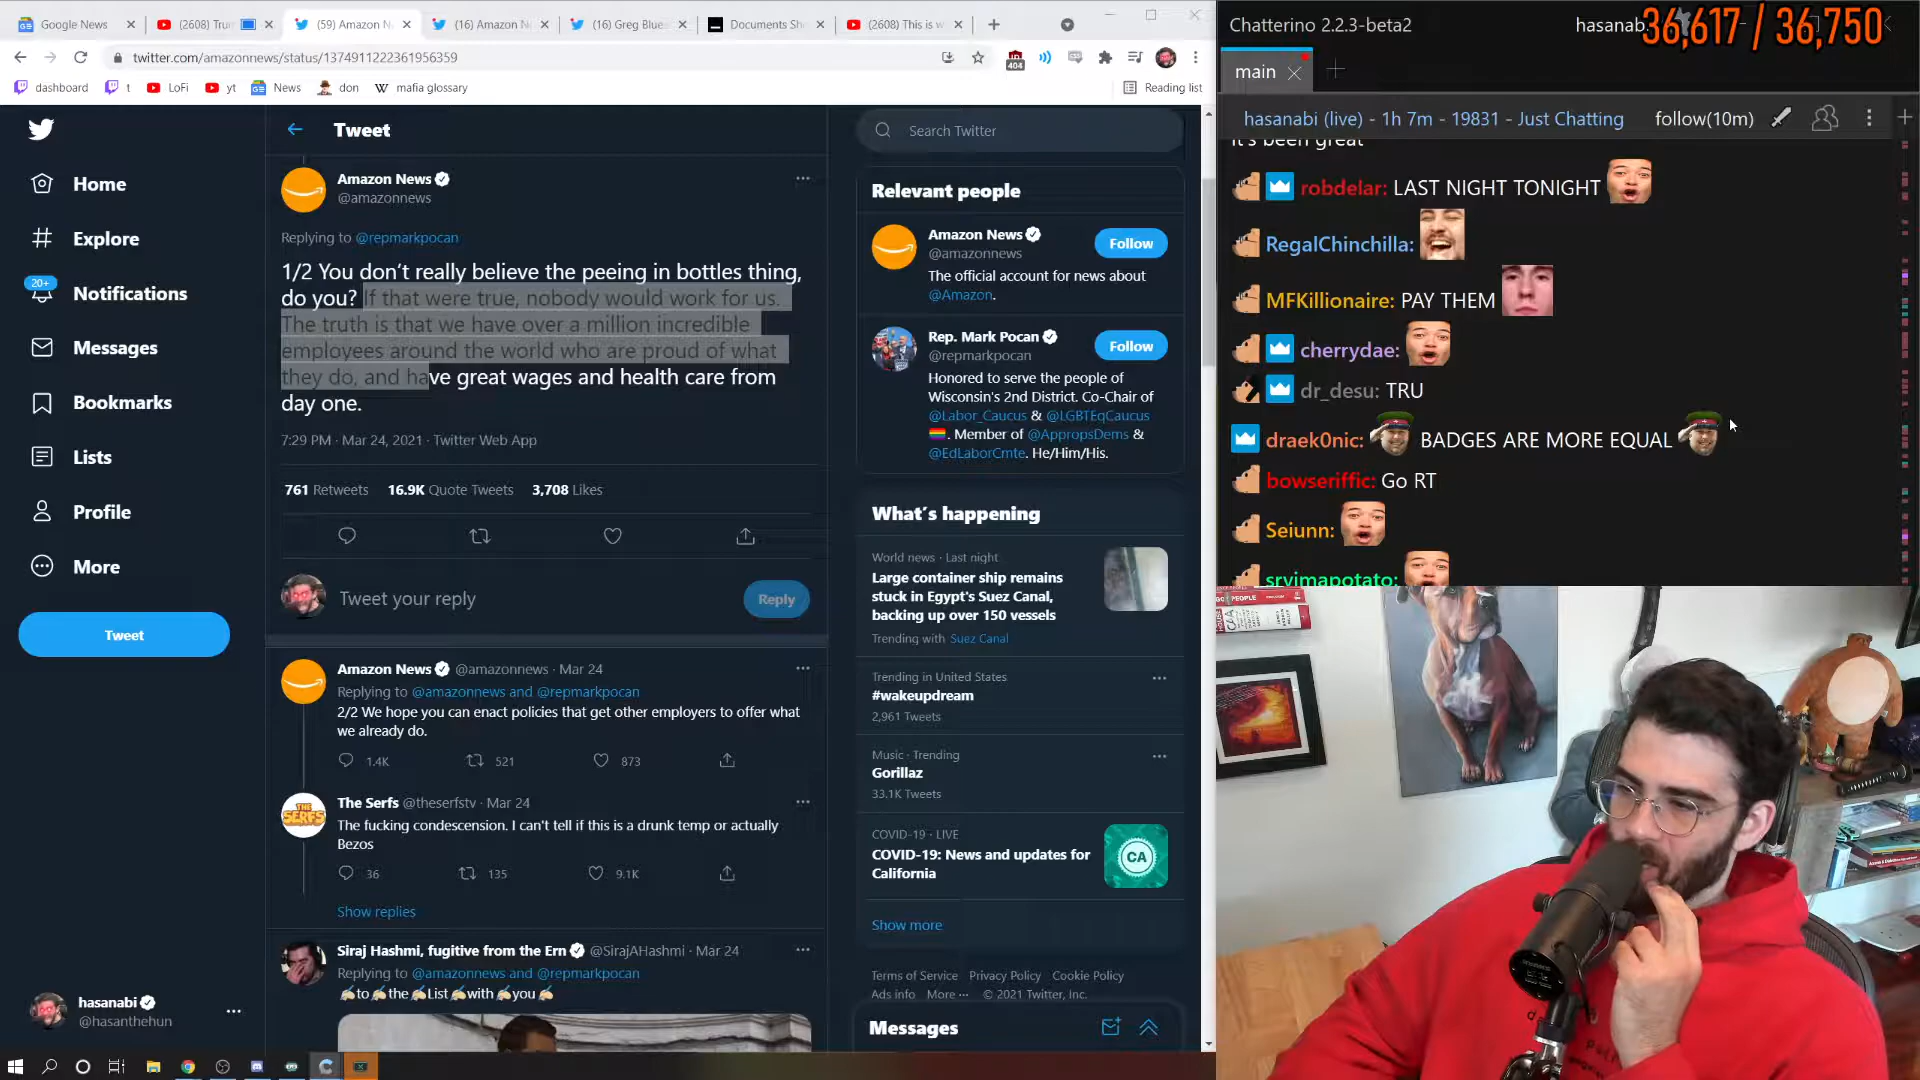 Google News
(2608) Trun
(59) Amazon N
(16) Amazon N
(16) Greg Blue
Documents Sh
(2608) This is w
twitter.com/amazonnews/status/1374911222361956359
404
dashboard
t
LoFi
yt
News
don
mafia glossary
Reading list
Home
Explore
20+
Notifications
Messages
Bookmarks
Lists
Profile
More
Tweet
hasanabi
@hasanthehun
Tweet
Amazon News
@amazonnews
Replying to @repmarkpocan
1/2 You don't really believe the peeing in bottles thing,
do you? If that were true, nobody would work for us.
The truth is that we have over a million incredible
employees around the world who are proud of what
they do, and have great wages and health care from
day one.
7:29 PM · Mar 24, 2021 · Twitter Web App
761 Retweets 16.9K Quote Tweets 3,708 Likes
Tweet your reply
Reply
Amazon News @amazonnews · Mar 24
Replying to @amazonnews and @repmarkpocan
2/2 We hope you can enact policies that get other employers to offer what
we already do.
1.4K 521 873
The Serfs @theserfstv · Mar 24
The fucking condescension. I can't tell if this is a drunk temp or actually
Bezos
36 135 9.1K
Show replies
Siraj Hashmi, fugitive from the Ern @SirajAHashmi · Mar 24
Replying to @amazonnews and @repmarkpocan
✍🏼to✍🏼the✍🏼List✍🏼with✍🏼you✍🏼
THE SERFS
Search Twitter
Relevant people
Amazon News
@amazonnews
Follow
The official account for news about
@Amazon.
Rep. Mark Pocan
@repmarkpocan
Follow
Honored to serve the people of
Wisconsin's 2nd District. Co-Chair of
@Labor_Caucus & @LGBTEqCaucus
🏳️‍🌈. Member of @AppropsDems &
@EdLaborCmte. He/Him/His.
What's happening
World news · Last night
Large container ship remains
stuck in Egypt's Suez Canal,
backing up over 150 vessels
Trending with Suez Canal
Trending in United States
#wakeupdream
2,961 Tweets
Music · Trending
Gorillaz
33.1K Tweets
COVID-19 · LIVE
COVID-19: News and updates for
California
CA
Show more
Terms of Service Privacy Policy Cookie Policy
Ads info More ··· © 2021 Twitter, Inc.
Messages
Chatterino 2.2.3-beta2
hasanab
36,617 / 36,750
main
hasanabi (live) - 1h 7m - 19831 - Just Chatting
follow(10m)
It's been great
robdelar: LAST NIGHT TONIGHT
RegalChinchilla:
MFKillionaire: PAY THEM
cherrydae:
dr_desu: TRU
draek0nic: BADGES ARE MORE EQUAL
bowseriffic: Go RT
Seiunn:
srvimapotato:
PEOPLE